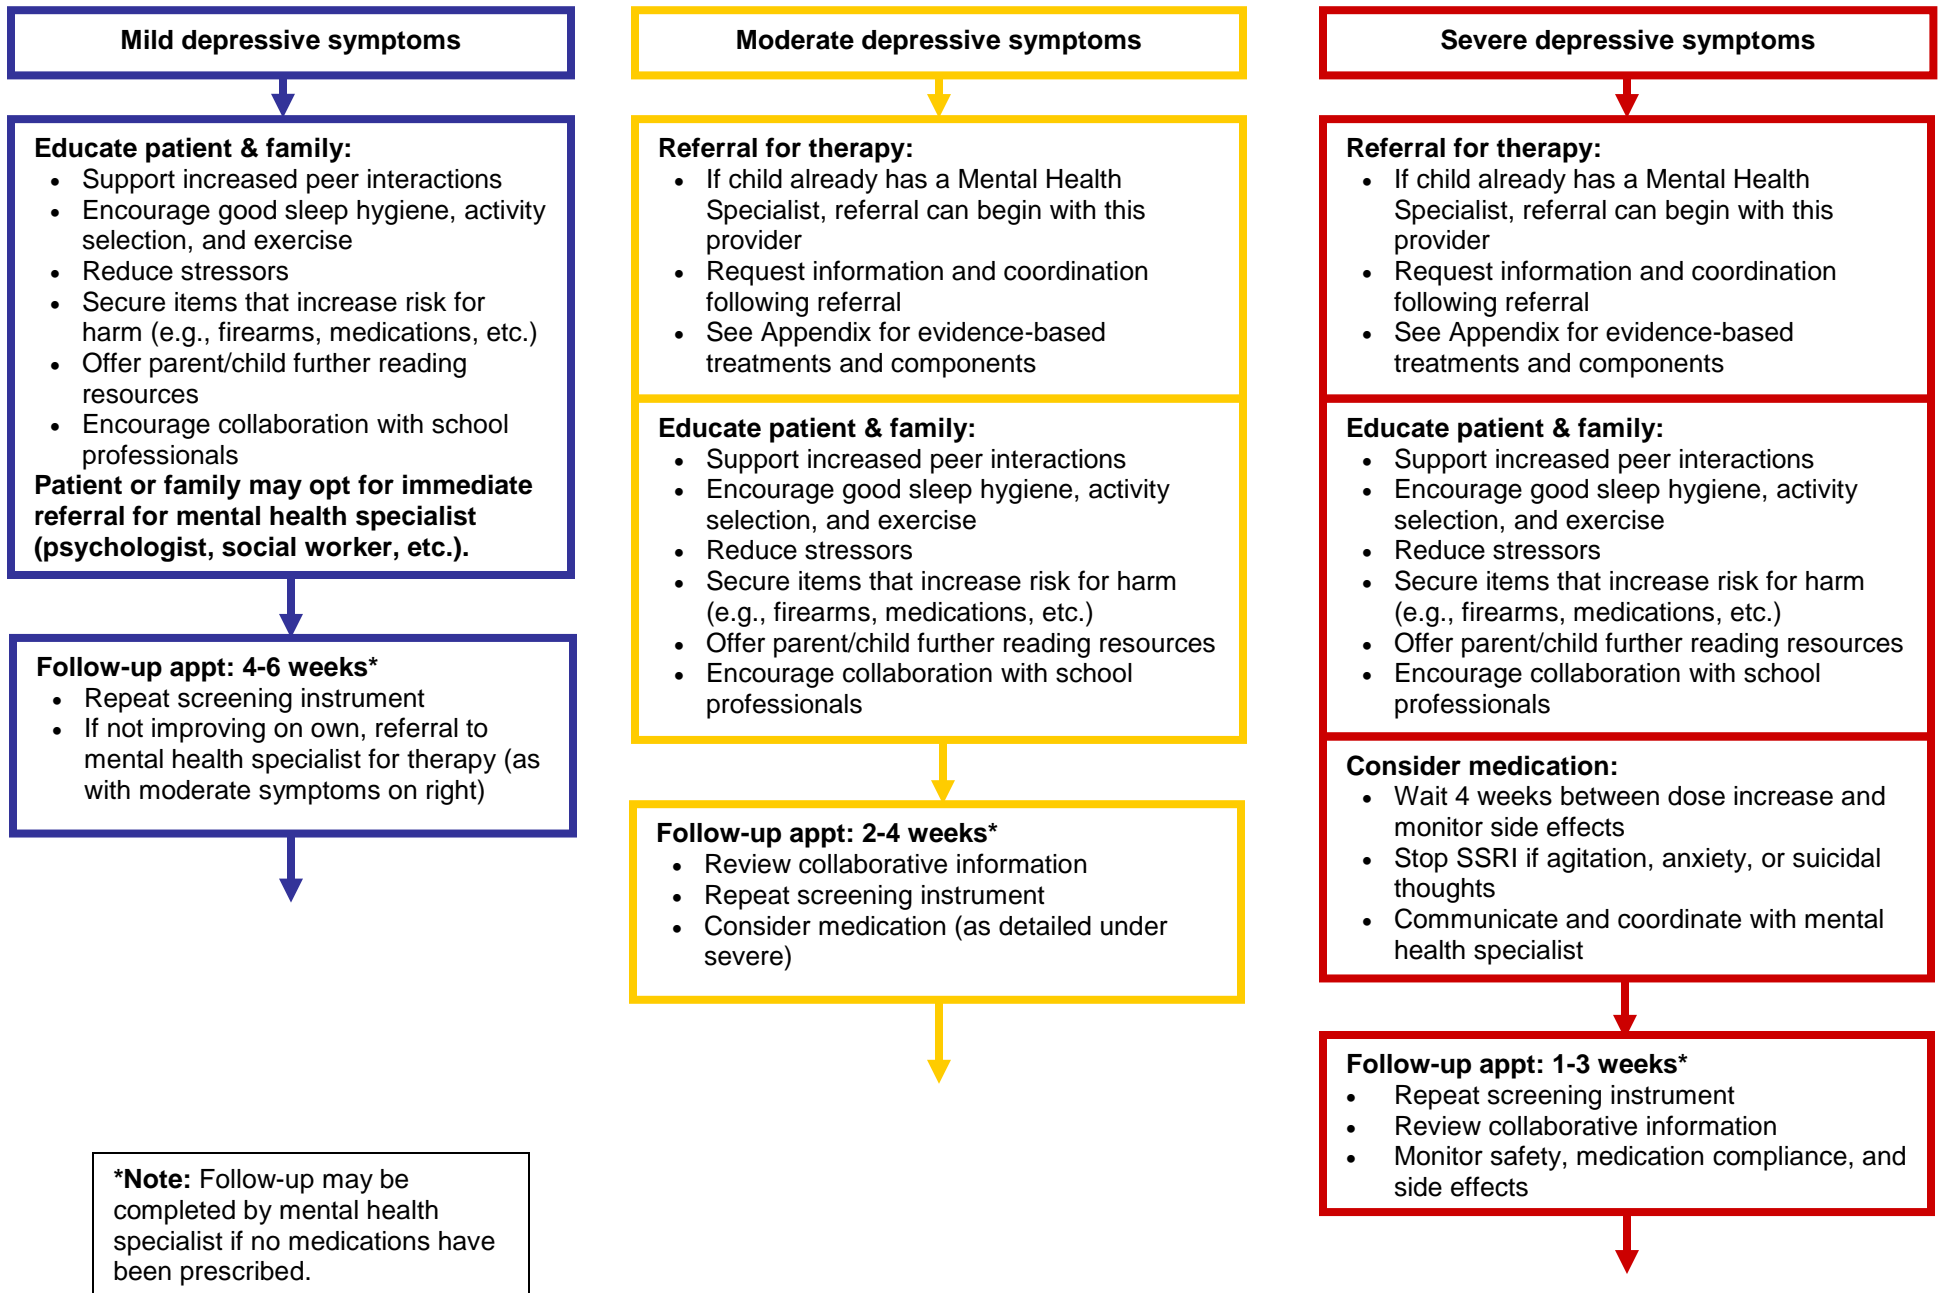 Mild depressive symptoms
Educate patient & family:
• Support increased peer interactions
• Encourage good sleep hygiene, activity
selection, and exercise
• Reduce stressors
• Secure items that increase risk for
harm (e.g., firearms, medications, etc.)
• Offer parent/child further reading
resources
• Encourage collaboration with school
professionals
Patient or family may opt for immediate
referral for mental health specialist
(psychologist, social worker, etc.).
Follow-up appt: 4-6 weeks*
• Repeat screening instrument
• If not improving on own, referral to
mental health specialist for therapy (as
with moderate symptoms on right)
*Note: Follow-up may be
completed by mental health
specialist if no medications have
been prescribed.
Moderate depressive symptoms
Referral for therapy:
• If child already has a Mental Health
Specialist, referral can begin with this
provider
• Request information and coordination
following referral
• See Appendix for evidence-based
treatments and components
Educate patient & family:
• Support increased peer interactions
• Encourage good sleep hygiene, activity
selection, and exercise
• Reduce stressors
• Secure items that increase risk for harm
(e.g., firearms, medications, etc.)
• Offer parent/child further reading resources
• Encourage collaboration with school
professionals
Follow-up appt: 2-4 weeks*
• Review collaborative information
• Repeat screening instrument
• Consider medication (as detailed under
severe)
Severe depressive symptoms
Referral for therapy:
• If child already has a Mental Health
Specialist, referral can begin with this
provider
• Request information and coordination
following referral
• See Appendix for evidence-based
treatments and components
Educate patient & family:
• Support increased peer interactions
• Encourage good sleep hygiene, activity
selection, and exercise
• Reduce stressors
• Secure items that increase risk for harm
(e.g., firearms, medications, etc.)
• Offer parent/child further reading resources
• Encourage collaboration with school
professionals
Consider medication:
• Wait 4 weeks between dose increase and
monitor side effects
• Stop SSRI if agitation, anxiety, or suicidal
thoughts
• Communicate and coordinate with mental
health specialist
Follow-up appt: 1-3 weeks*
• Repeat screening instrument
• Review collaborative information
• Monitor safety, medication compliance, and
side effects